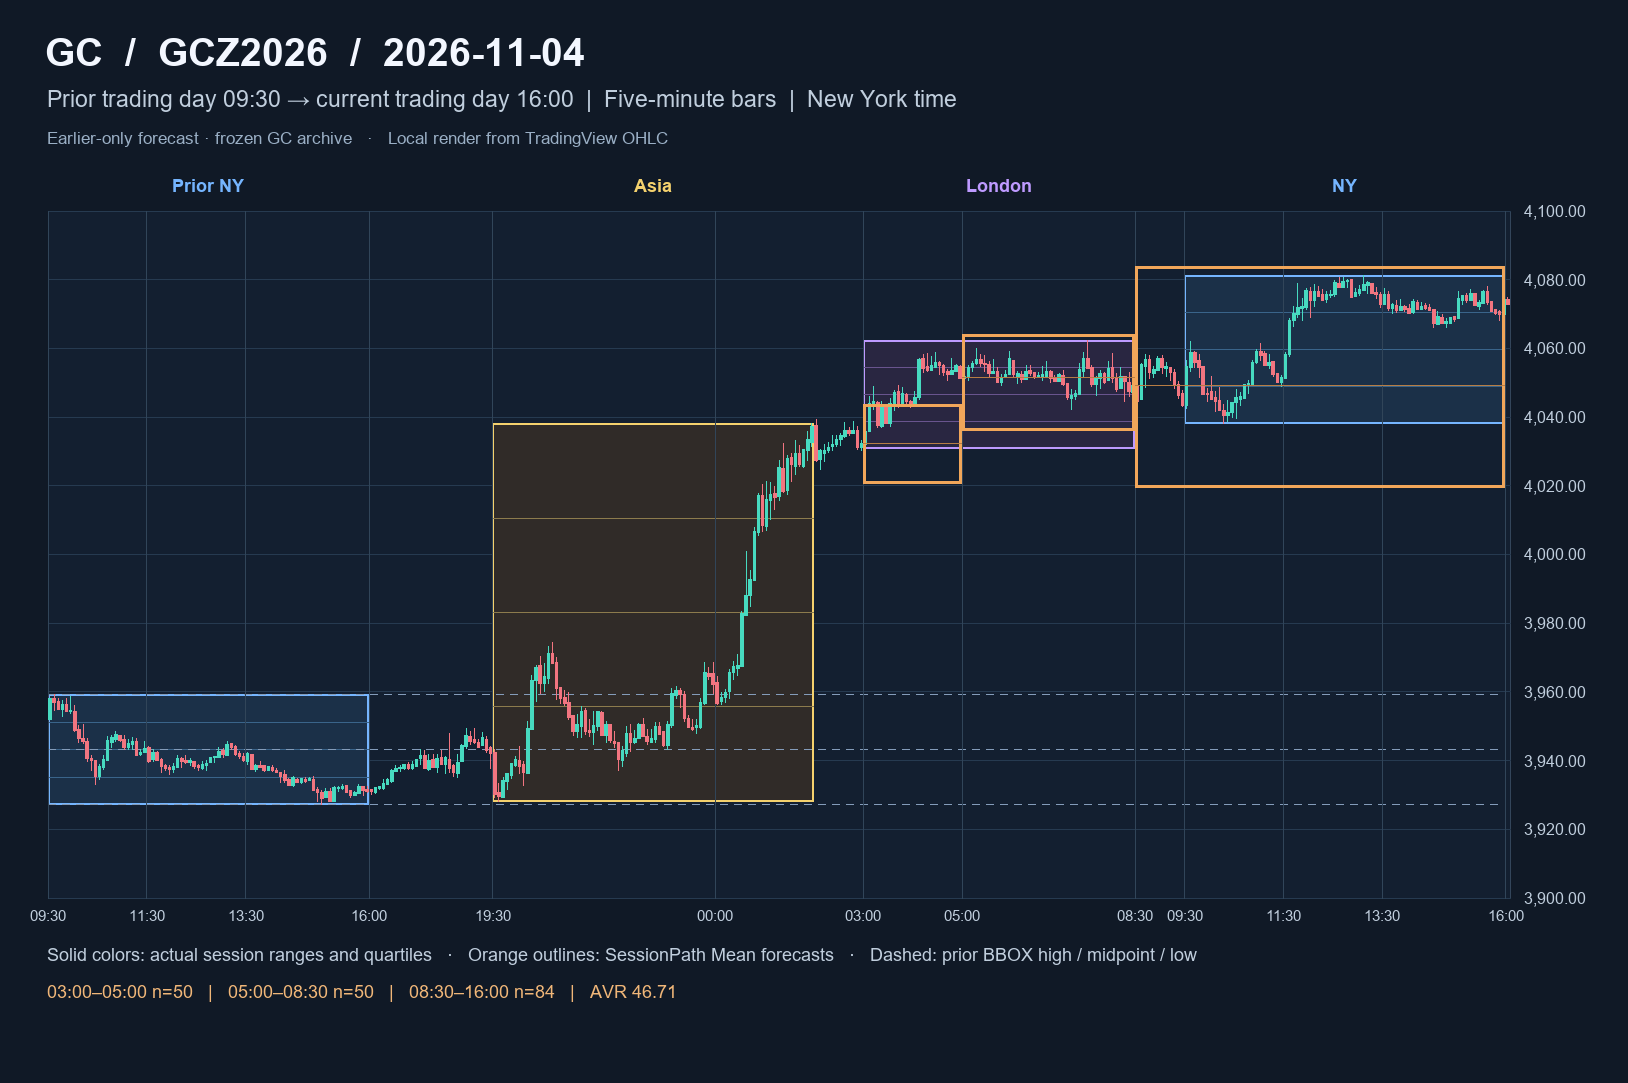 GC / GCZ2026 / 2026-11-04
Prior trading day 09:30 → current trading day 16:00 | Five-minute bars | New York time
Earlier-only forecast · frozen GC archive · Local render from TradingView OHLC
Prior NY Asia London NY
4,100.00
4,080.00
4,060.00
4,040.00
4,020.00
4,000.00
3,980.00
3,960.00
3,940.00
3,920.00
3,900.00
09:30 11:30 13:30 16:00 19:30 00:00 03:00 05:00 08:30 09:30 11:30 13:30 16:00
Solid colors: actual session ranges and quartiles · Orange outlines: SessionPath Mean forecasts · Dashed: prior BBOX high / midpoint / low
03:00–05:00 n=50 | 05:00–08:30 n=50 | 08:30–16:00 n=84 | AVR 46.71